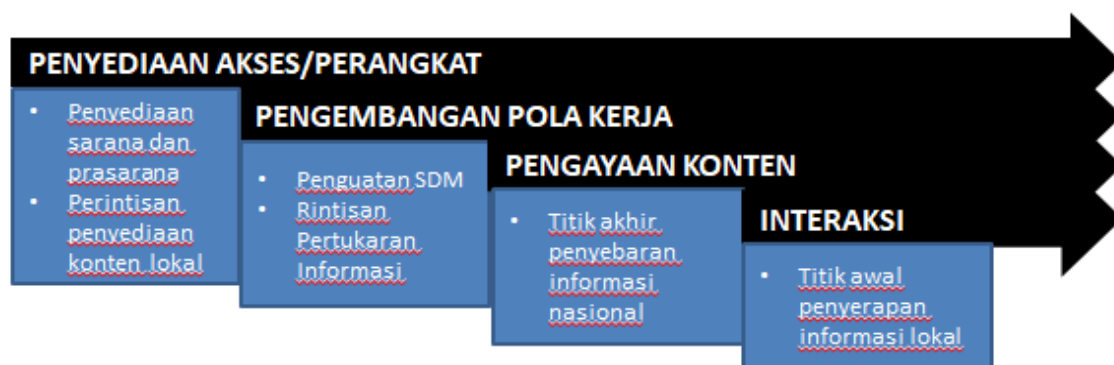 PENYEDIAAN AKSES/PERANGKAT
• Penyediaan
sarana dan
prasarana
• Perintisan
penyediaan
konten lokal
PENGEMBANGAN POLA KERJA
• Penguatan SDM
• Rintisan
Pertukaran
Informasi
PENGAYAAN KONTEN
• Titik akhir
penyebaran
informasi
nasional
INTERAKSI
• Titik awal
penyerapan
informasi lokal